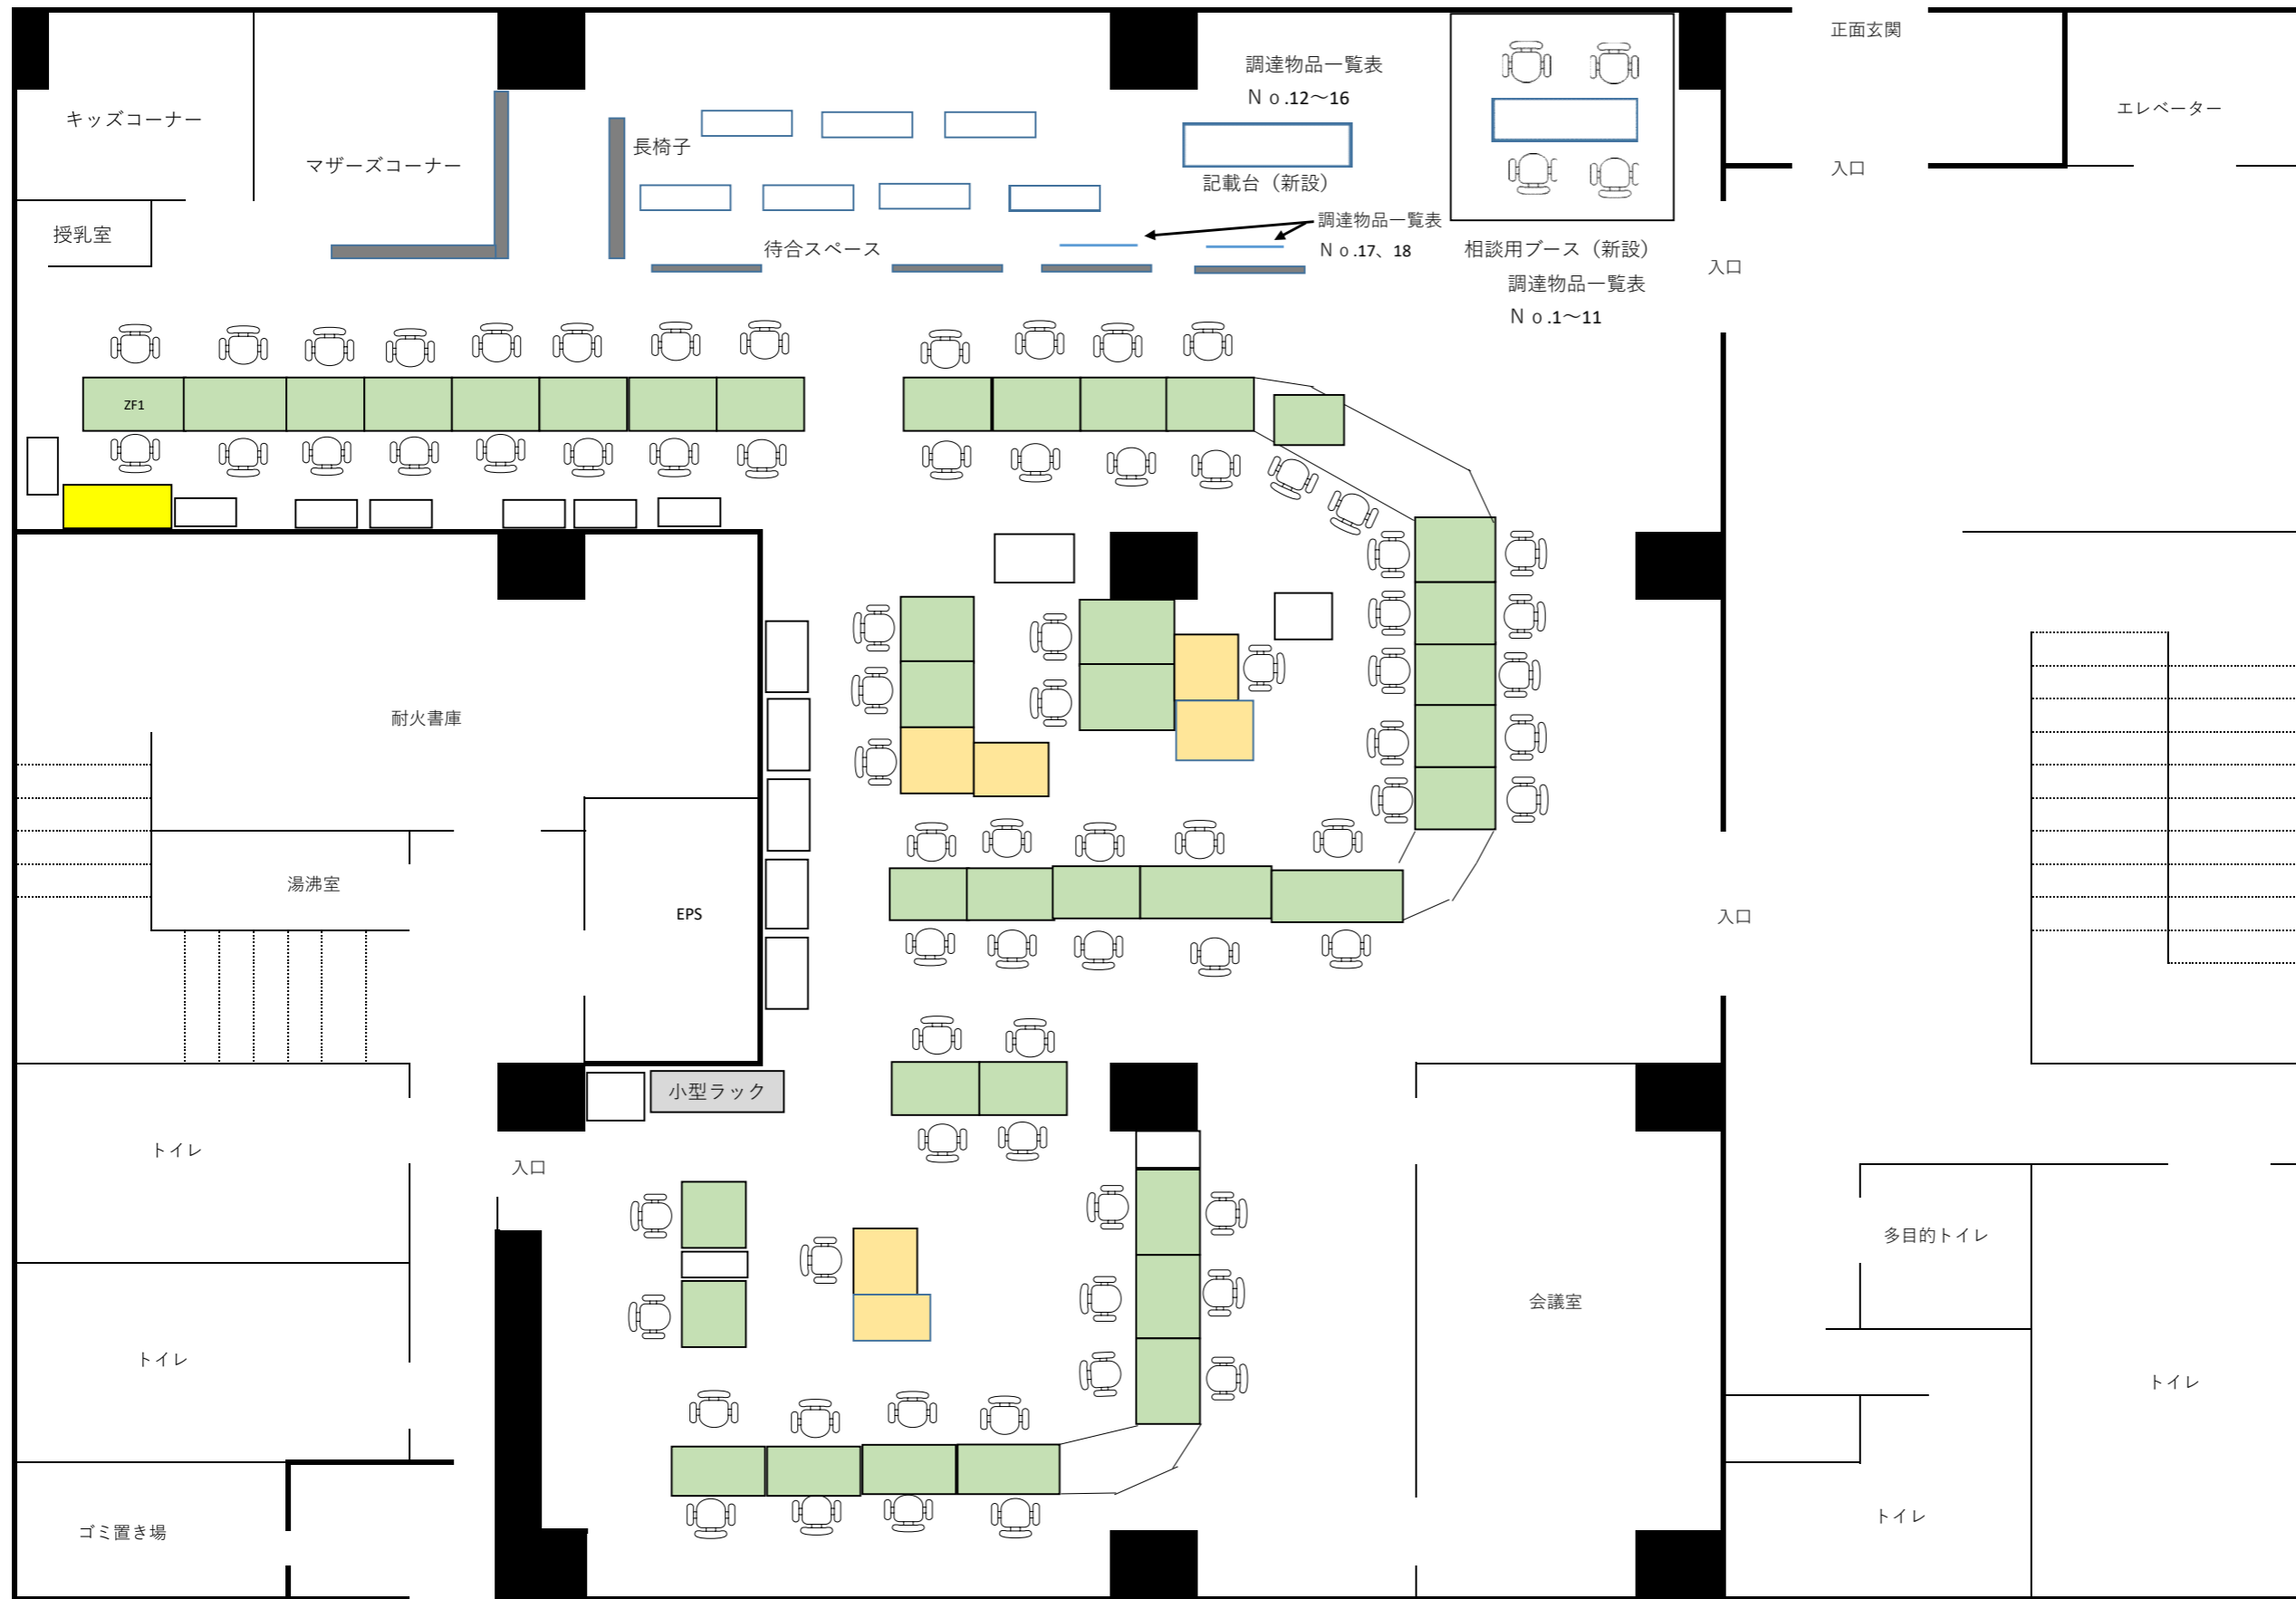 正面玄関
調達物品一覧表
Ｎｏ.12～16
キッズコーナー
エレベーター
長椅子
マザーズコーナー
入口
記載台（新設）
調達物品一覧表
Ｎｏ.17、18
授乳室
待合スペース
相談用ブース（新設）
入口
調達物品一覧表
Ｎｏ.1～11
ZF1
耐火書庫
湯沸室
EPS
入口
小型ラック
トイレ
入口
多目的トイレ
会議室
トイレ
トイレ
トイレ
ゴミ置き場